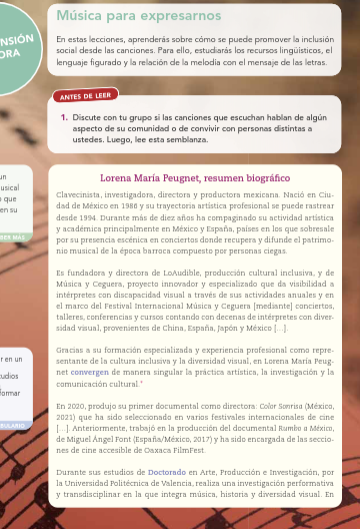 Música para expresarnos
NSIÓN
ORA
En estas lecciones, aprenderás sobre cómo se puede promover la inclusión
social desde las canciones. Para ello, estudiarás los recursos lingüísticos, el
lenguaje figurado y la relación de la melodía con el mensaje de las letras.
ANTES DE LEER
1. Discute con tu grupo si las canciones que escuchan hablan de algún
aspecto de su comunidad o de convivir con personas distintas a
ustedes. Luego, lee esta semblanza.
un
usical
o que
en su
Lorena María Peugnet, resumen biográfico
Clavecinista, investigadora, directora y productora mexicana. Nació en Ciu-
dad de México en 1986 y su trayectoria artística profesional se puede rastrear
desde 1994. Durante más de diez años ha compaginado su actividad artística
y académica principalmente en México y España, países en los que sobresale
por su presencia escénica en conciertos donde recupera y difunde el patrimo-
nio musical de la época barroca compuesto por personas ciegas.
Es fundadora y directora de LoAudible, producción cultural inclusiva, y de
Música y Ceguera, proyecto innovador y especializado que da visibilidad a
intérpretes con discapacidad visual a través de sus actividades anuales y en
el marco del Festival Internacional Música y Ceguera [mediante] conciertos,
talleres, conferencias y cursos contando con decenas de intérpretes con diver-
sidad visual, provenientes de China, España, Japón y México [...].
Gracias a su formación especializada y experiencia profesional como repre-
sentante de la cultura inclusiva y la diversidad visual, en Lorena María Peug-
net convergen de manera singular la práctica artística, la investigación y la
comunicación cultural.*
r en un
tudios
formar
BULARIO
En 2020, produjo su primer documental como directora: Color Sonrisa (México,
2021) que ha sido seleccionado en varios festivales internacionales de cine
[...]. Anteriormente, trabajó en la producción del documental Rumbo a México,
de Miguel Ángel Font (España/México, 2017) y ha sido encargada de las seccio-
nes de cine accesible de Oaxaca FilmFest.
Durante sus estudios de Doctorado en Arte, Producción e Investigación, por
la Universidad Politécnica de Valencia, realiza una investigación performativa
y transdisciplinar en la que integra música, historia y diversidad visual. En